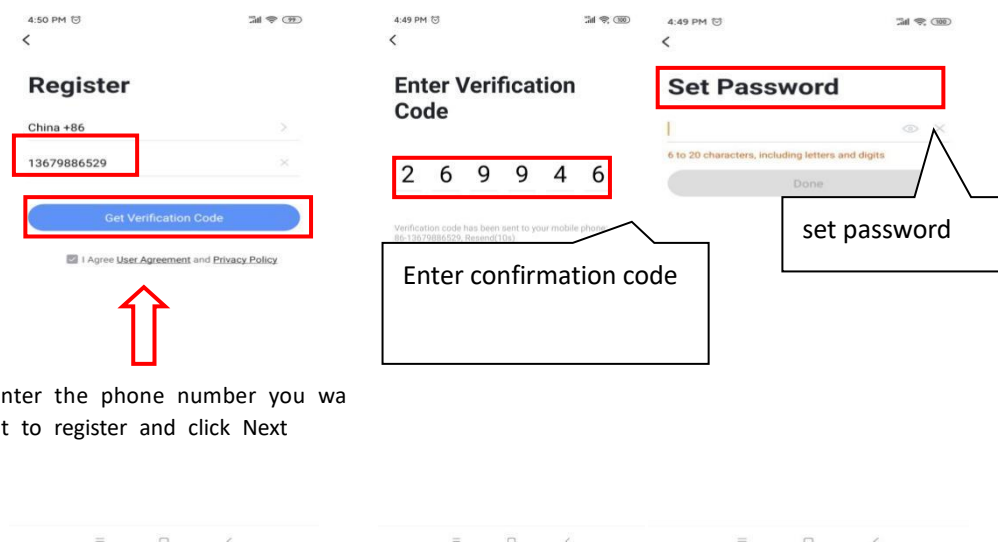 4:50 PM
99
Register
China +86
13679886529
Get Verification Code
I Agree User Agreement and Privacy Policy
nter the phone number you wa
t to register and click Next
4:49 PM
100
Enter Verification
Code
2 6 9 9 4 6
Verification code has been sent to your mobile phone
86-13679886529, Resend(10s)
Enter confirmation code
4:49 PM
100
Set Password
6 to 20 characters, including letters and digits
Done
set password